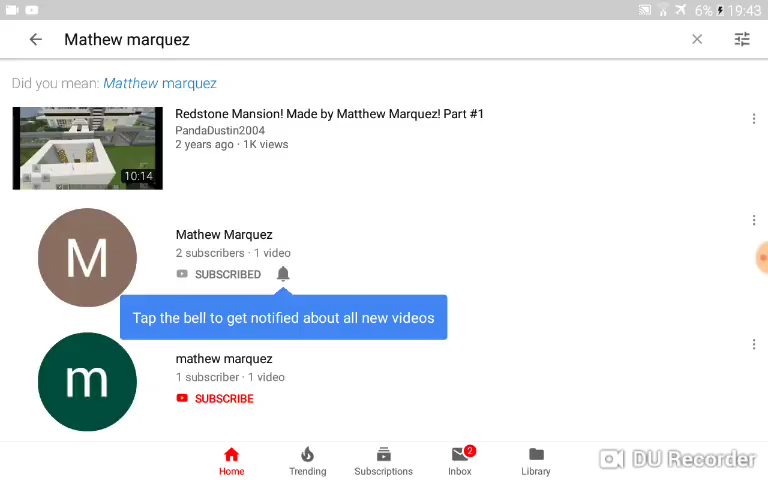 6% 19:43
Mathew marquez
Did you mean: Matthew marquez
Redstone Mansion! Made by Matthew Marquez! Part #1
PandaDustin2004
2 years ago · 1K views
10:14
M
Mathew Marquez
2 subscribers · 1 video
SUBSCRIBED
Tap the bell to get notified about all new videos
m
mathew marquez
1 subscriber · 1 video
SUBSCRIBE
2
Home Trending Subscriptions Inbox Library
DU Recorder